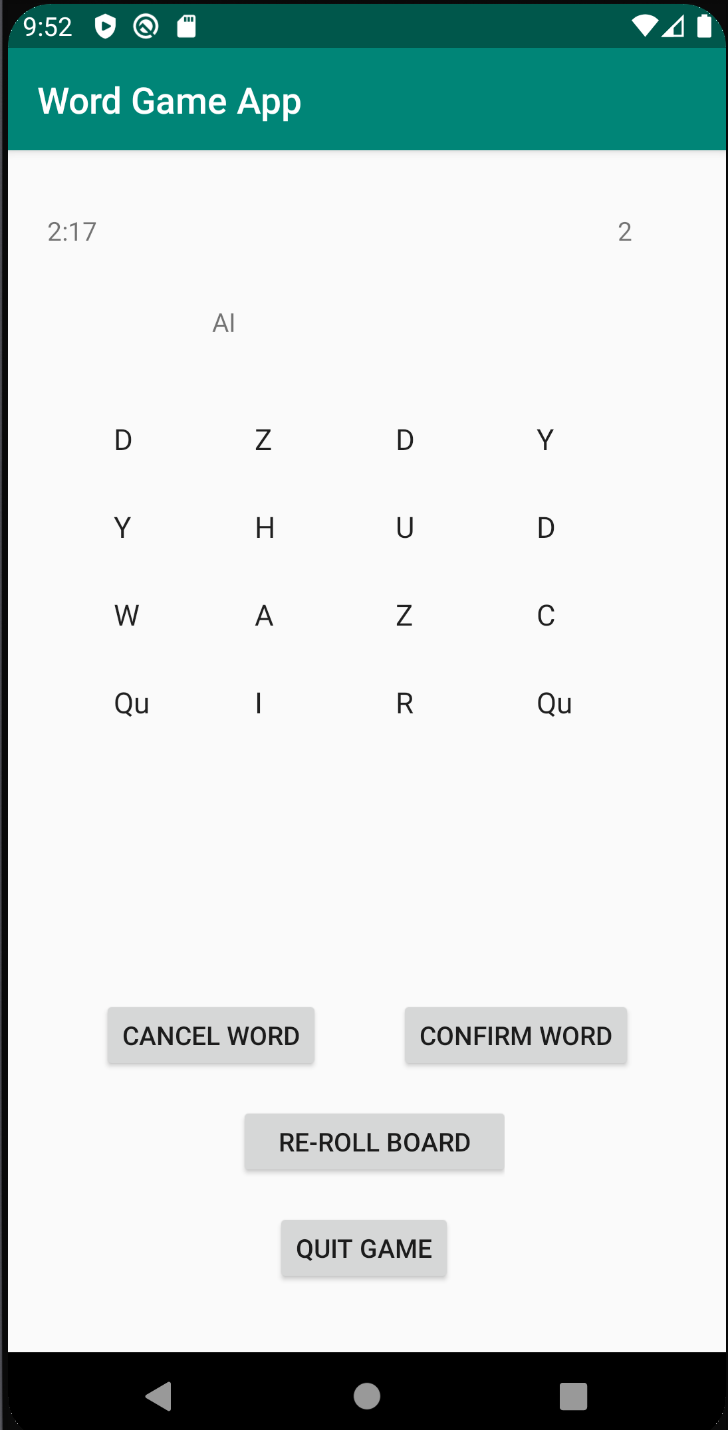 9:52
Word Game App
2:17 2
AI
D Z D Y
Y H U D
W A Z C
Qu I R Qu
CANCEL WORD CONFIRM WORD
RE-ROLL BOARD
QUIT GAME